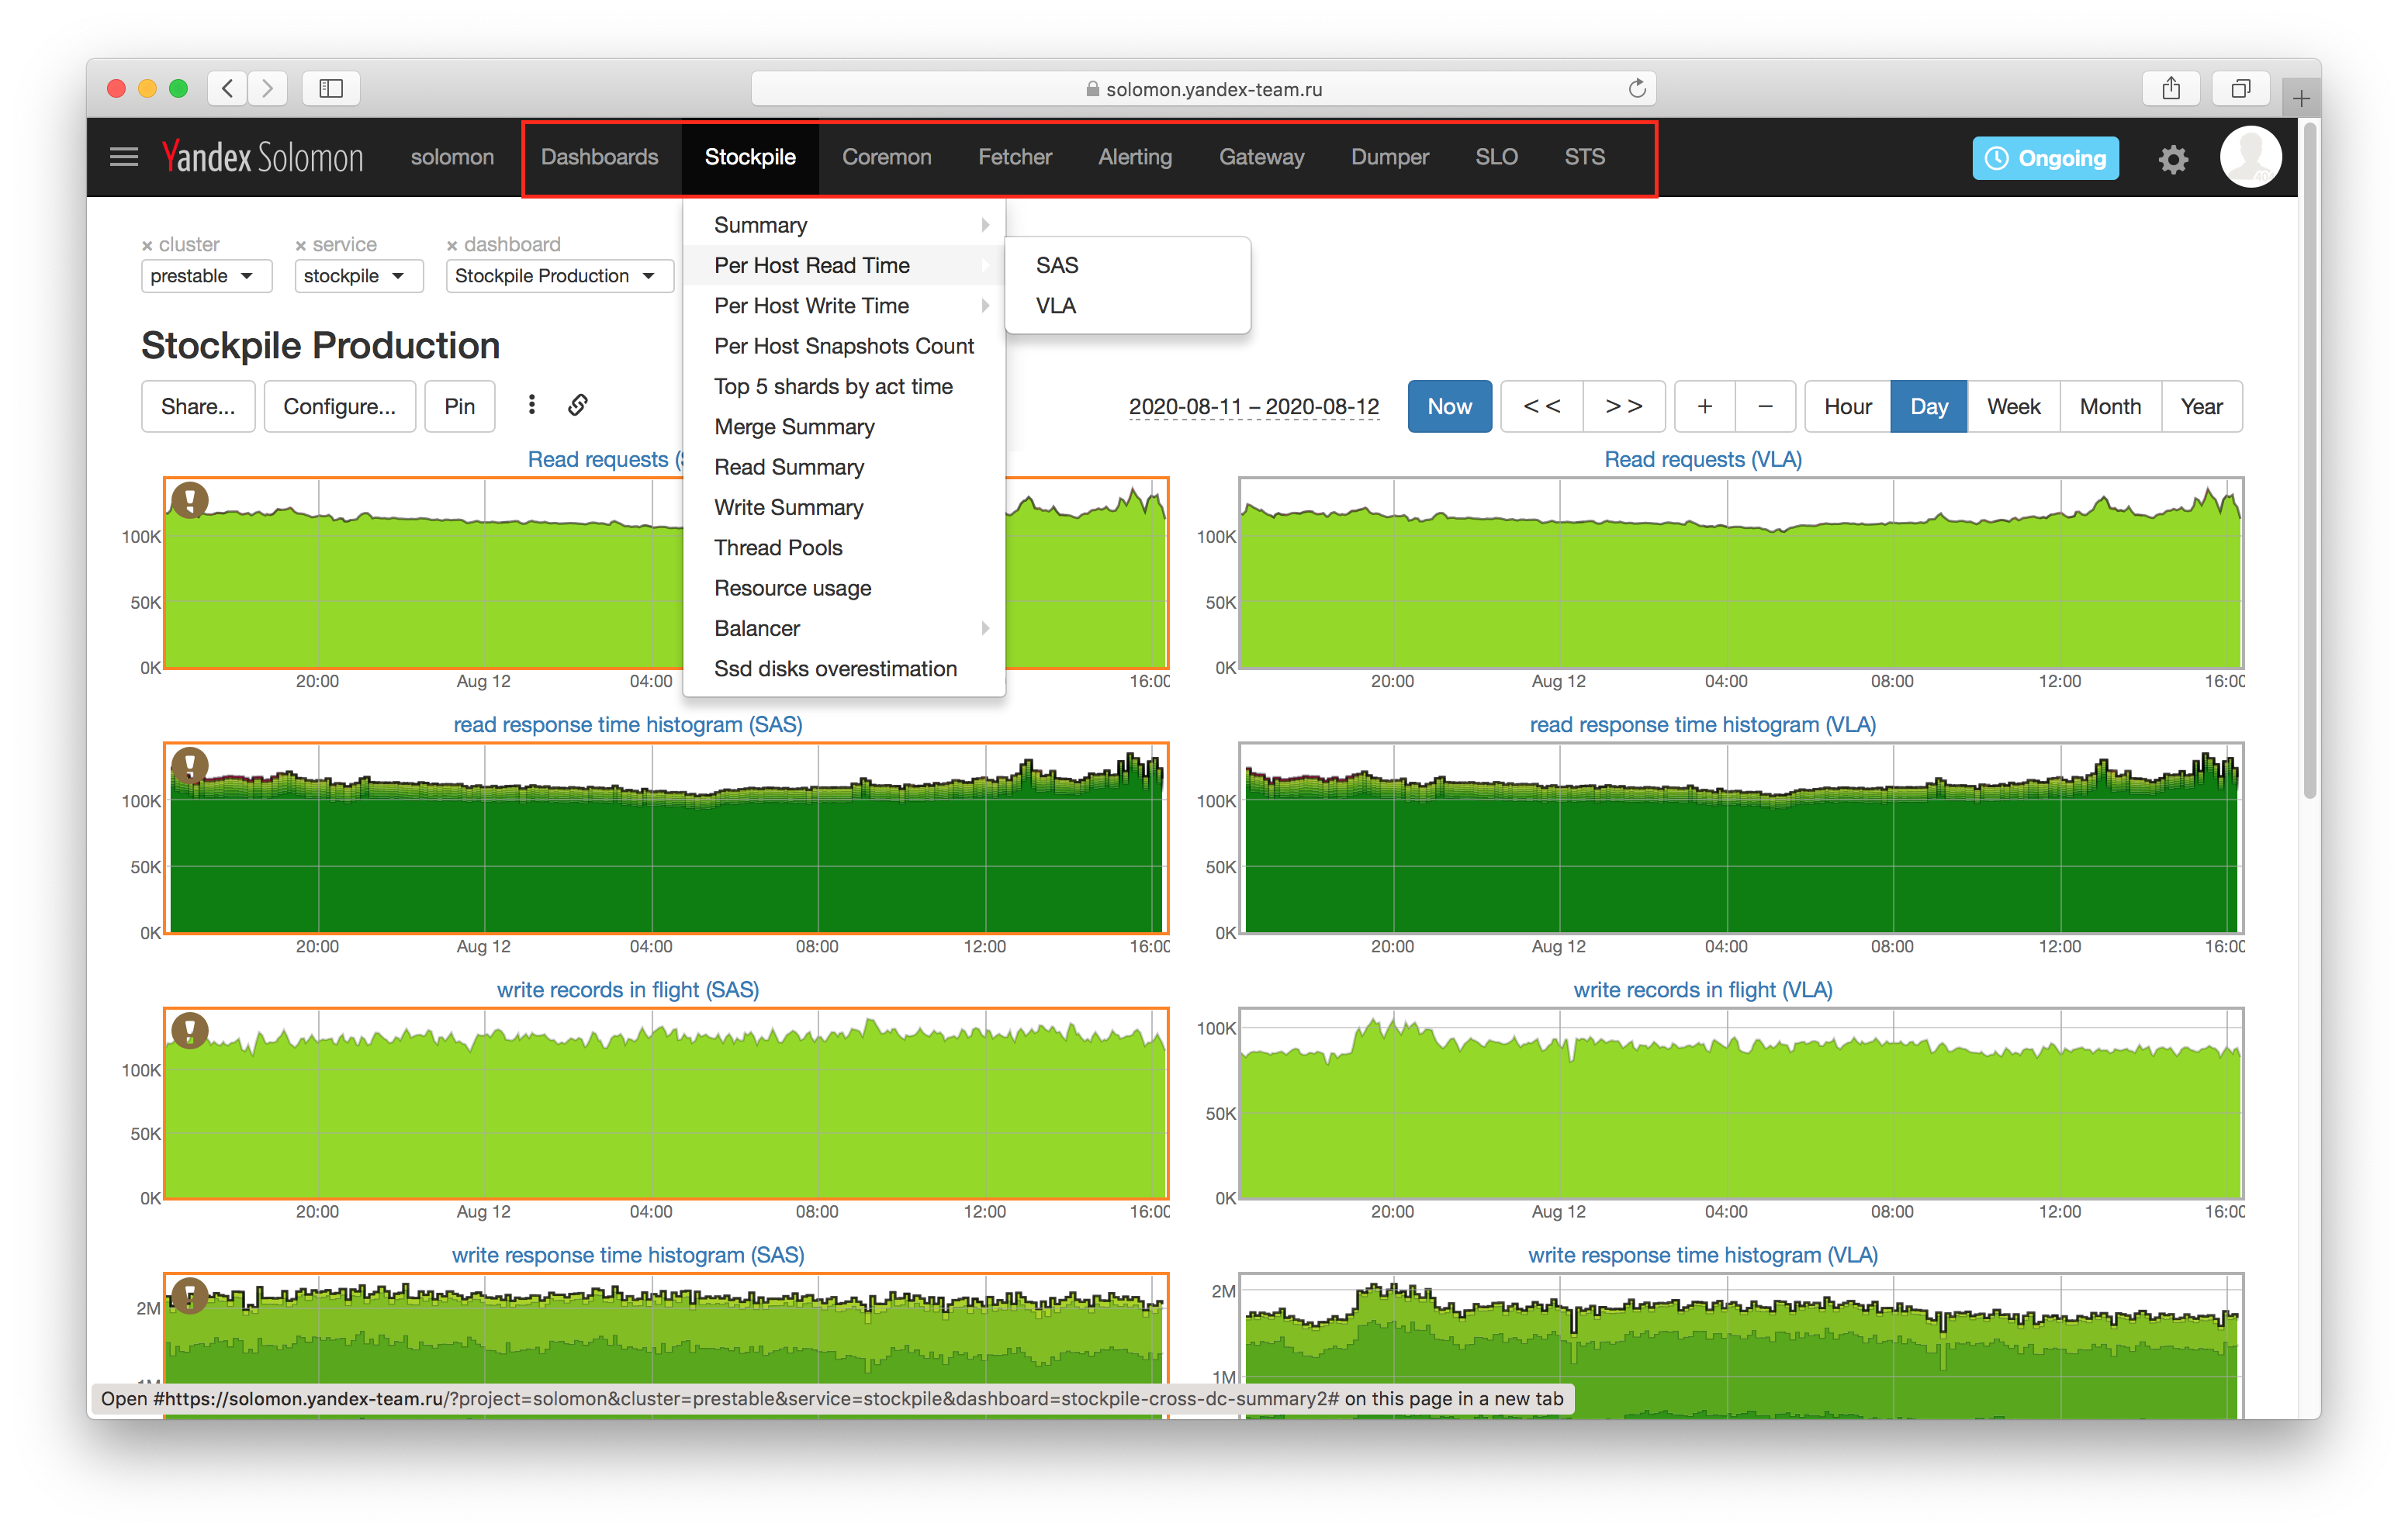 solomon.yandex-team.ru
Yandex Solomon solomon Dashboards Stockpile Coremon Fetcher Alerting Gateway Dumper SLO STS Ongoing
× cluster × service × dashboard
prestable stockpile Stockpile Production
Summary
Per Host Read Time
Per Host Write Time
Per Host Snapshots Count
Top 5 shards by act time
Merge Summary
Read Summary
Write Summary
Thread Pools
Resource usage
Balancer
Ssd disks overestimation
SAS
VLA
Stockpile Production
Share... Configure... Pin
2020-08-11 – 2020-08-12 Now << >> + − Hour Day Week Month Year
Read requests (
100K
50K
0K
20:00 Aug 12 04:00 16:00
Read requests (VLA)
100K
50K
0K
20:00 Aug 12 04:00 08:00 12:00 16:00
read response time histogram (SAS)
100K
50K
0K
20:00 Aug 12 04:00 08:00 12:00 16:00
read response time histogram (VLA)
100K
50K
0K
20:00 Aug 12 04:00 08:00 12:00 16:00
write records in flight (SAS)
100K
50K
0K
20:00 Aug 12 04:00 08:00 12:00 16:00
write records in flight (VLA)
100K
50K
0K
20:00 Aug 12 04:00 08:00 12:00 16:00
write response time histogram (SAS)
2M
1M
write response time histogram (VLA)
2M
1M
Open #https://solomon.yandex-team.ru/?project=solomon&cluster=prestable&service=stockpile&dashboard=stockpile-cross-dc-summary2# on this page in a new tab